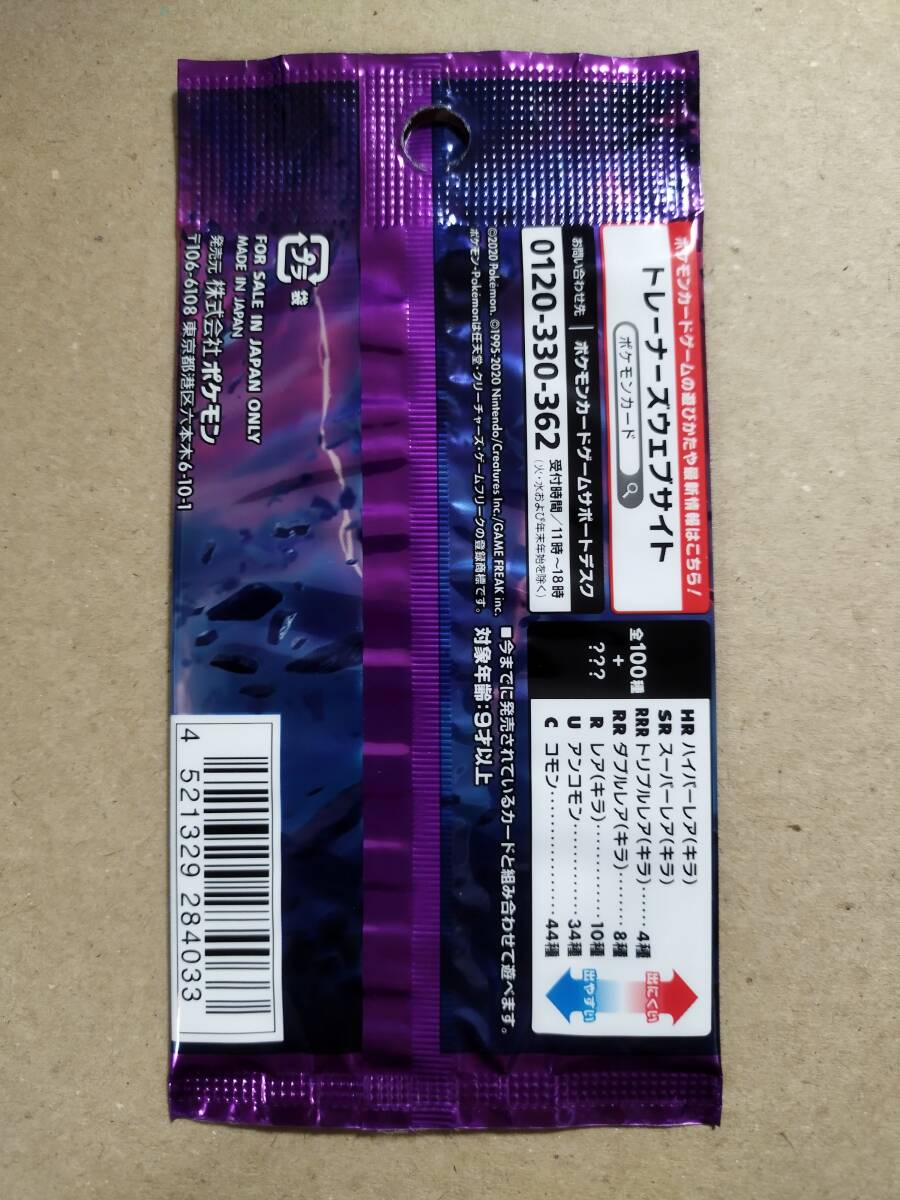 ポケモンカードゲームの遊びかたや最新情報はこちら!
トレーナーズウェブサイト
ポケモンカード
お問い合わせ先
ポケモンカードゲームサポートデスク
0120-330-362
受付時間/11時~18時
(火・水および年末年始を除く)
©2020 Pokémon. ©1995-2020 Nintendo/Creatures Inc./GAME FREAK inc.
ポケモン・Pokémonは任天堂・クリーチャーズ・ゲームフリークの登録商標です。
全100種
+
???
HR ハイパーレア(キラ)
SR スーパーレア(キラ)
RRR トリプルレア(キラ)……4種
RR ダブルレア(キラ)……8種
R レア(キラ)………10種
U アンコモン………34種
C コモン…………44種
出にくい
出やすい
■今までに発売されているカードと組み合わせて遊べます。
対象年齢:9才以上
プラ
袋
FOR SALE IN JAPAN ONLY
MADE IN JAPAN
発売元 株式会社ポケモン
〒106-6108 東京都港区六本木6-10-1
4 521329 284033